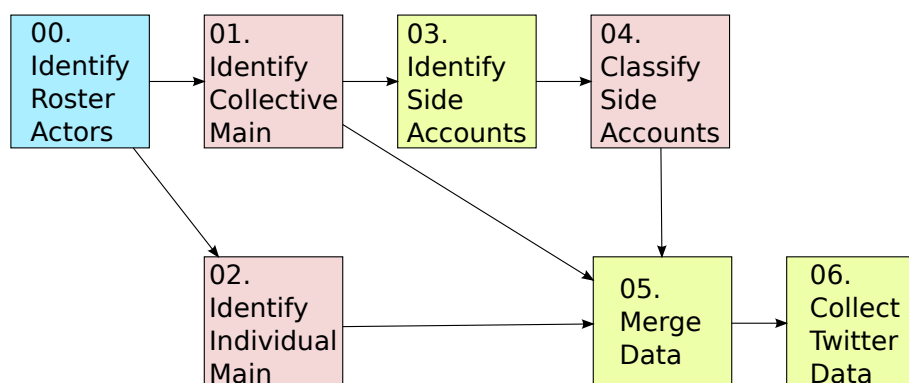 00.
Identify
Roster
Actors
01.
Identify
Collective
Main
03.
Identify
Side
Accounts
04.
Classify
Side
Accounts
02.
Identify
Individual
Main
05.
Merge
Data
06.
Collect
Twitter
Data